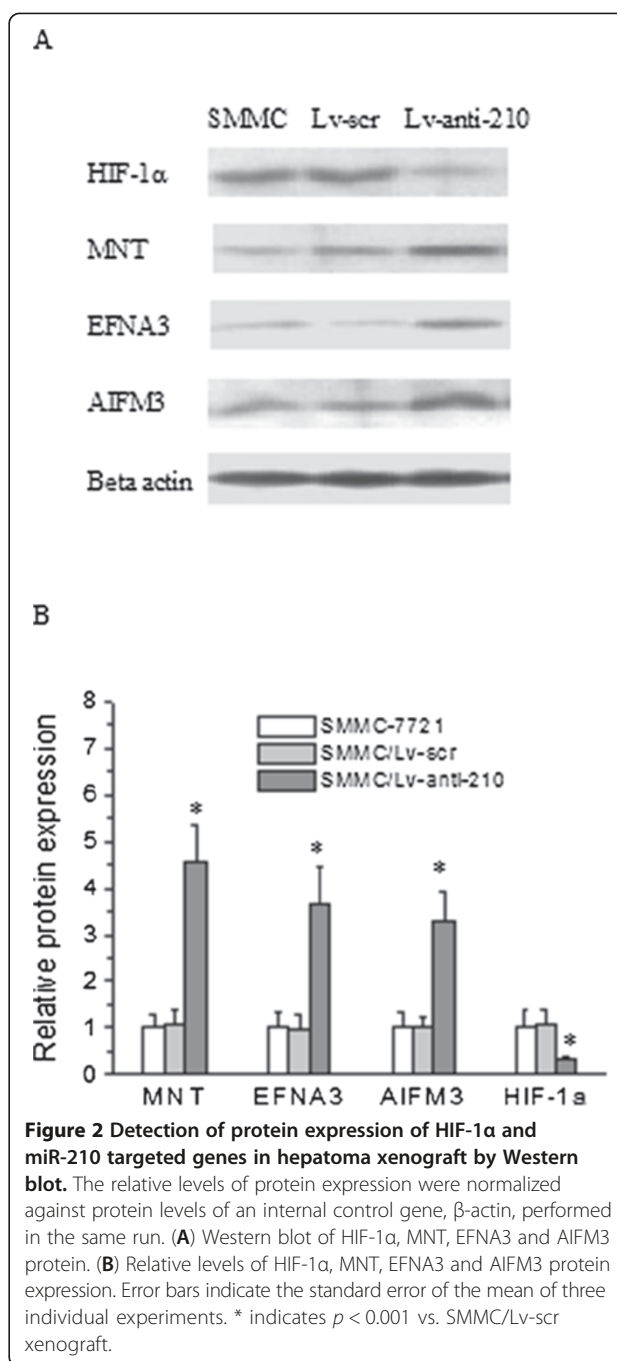 A
SMMC Lv-scr Lv-anti-210
HIF-1α
MNT
EFNA3
AIFM3
Beta actin
B
Relative protein expression
8
7
6
5
4
3
2
1
0
SMMC-7721
SMMC/Lv-scr
SMMC/Lv-anti-210
*
*
*
*
MNT EFNA3 AIFM3 HIF-1a
Figure 2 Detection of protein expression of HIF-1α and
miR-210 targeted genes in hepatoma xenograft by Western
blot. The relative levels of protein expression were normalized
against protein levels of an internal control gene, β-actin, performed
in the same run. (A) Western blot of HIF-1α, MNT, EFNA3 and AIFM3
protein. (B) Relative levels of HIF-1α, MNT, EFNA3 and AIFM3 protein
expression. Error bars indicate the standard error of the mean of three
individual experiments. * indicates p < 0.001 vs. SMMC/Lv-scr
xenograft.